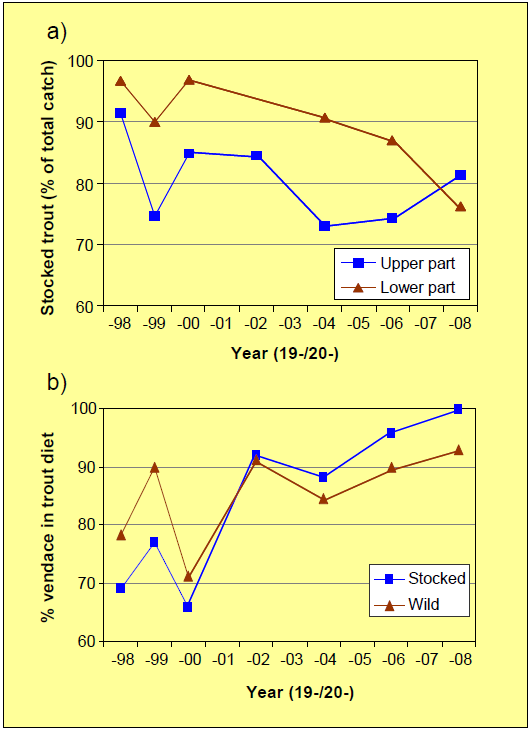 a)
Stocked trout (% of total catch)
100
90
80
70
60
Upper part
Lower part
-98 -99 -00 -01 -02 -03 -04 -05 -06 -07 -08
Year (19-/20-)
b)
% vendace in trout diet
100
90
80
70
60
Stocked
Wild
-98 -99 -00 -01 -02 -03 -04 -05 -06 -07 -08
Year (19-/20-)